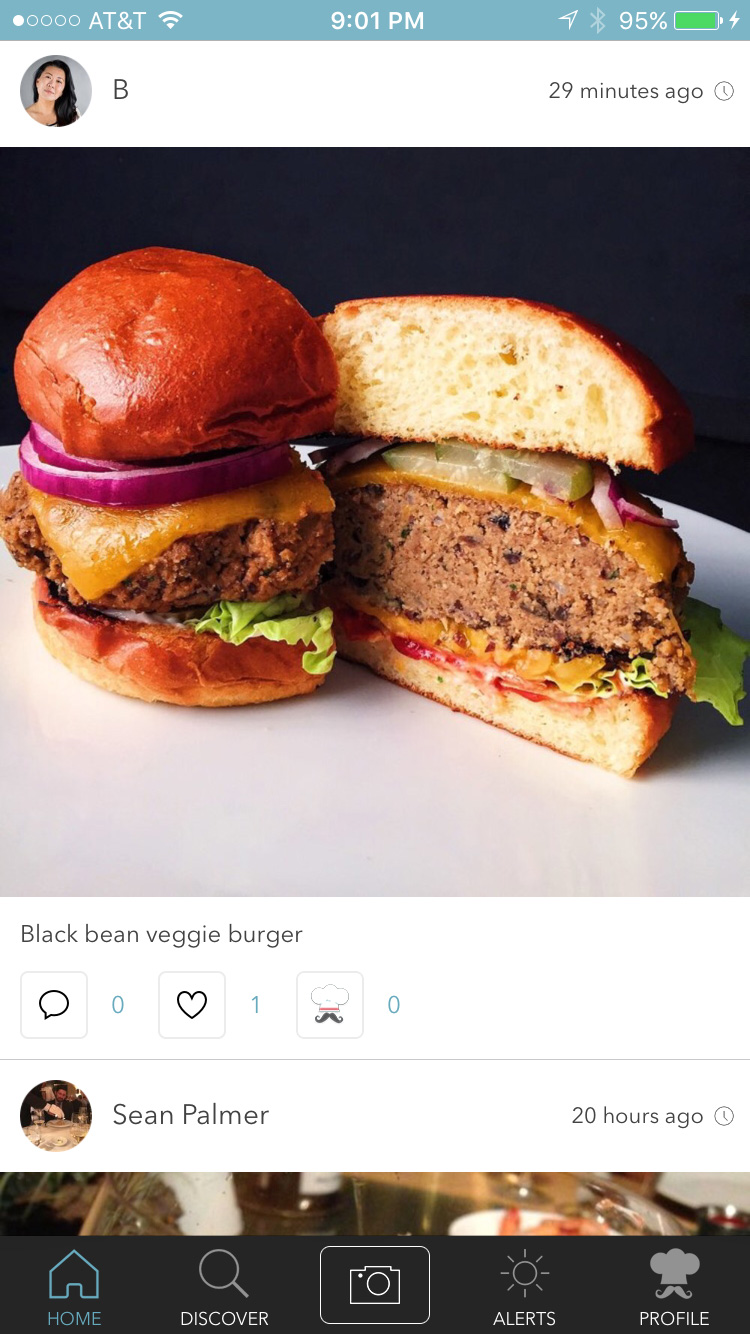 AT&T 9:01 PM 95%
B 29 minutes ago
Black bean veggie burger
0 1 0
Sean Palmer 20 hours ago
HOME DISCOVER ALERTS PROFILE